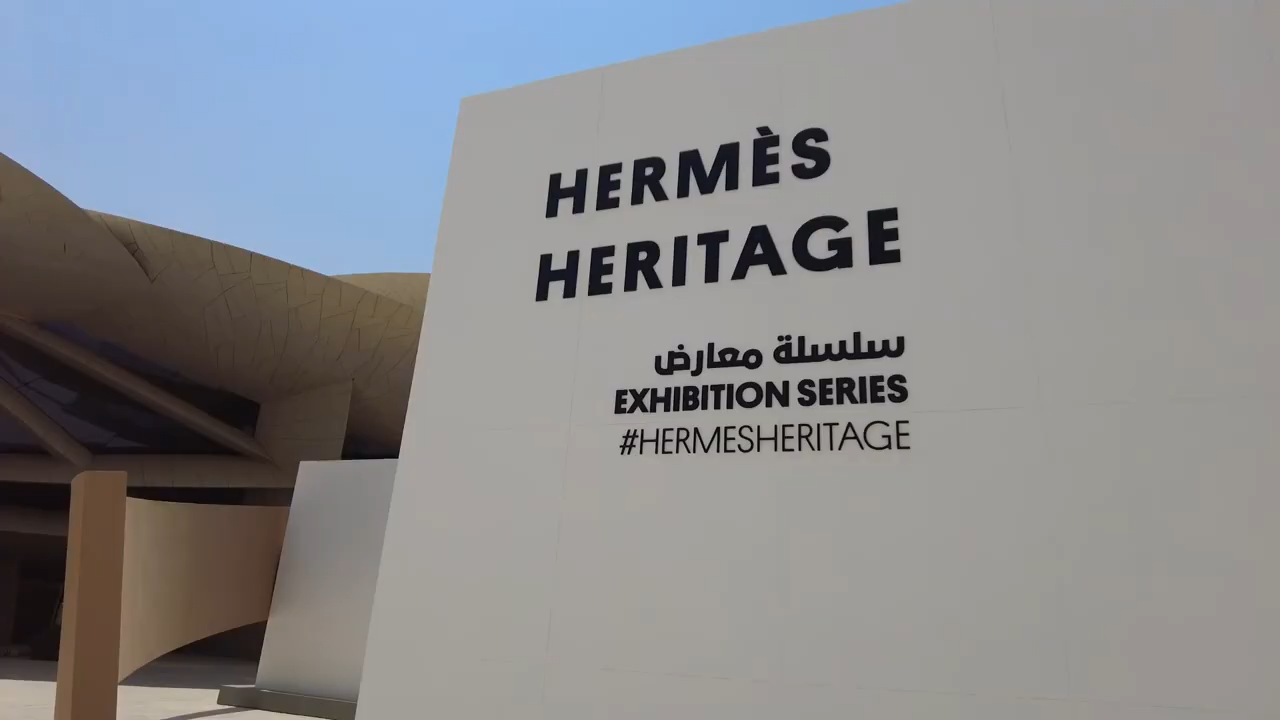 HERMÈS
HERITAGE
سلسلة معارض
EXHIBITION SERIES
#HERMESHERITAGE